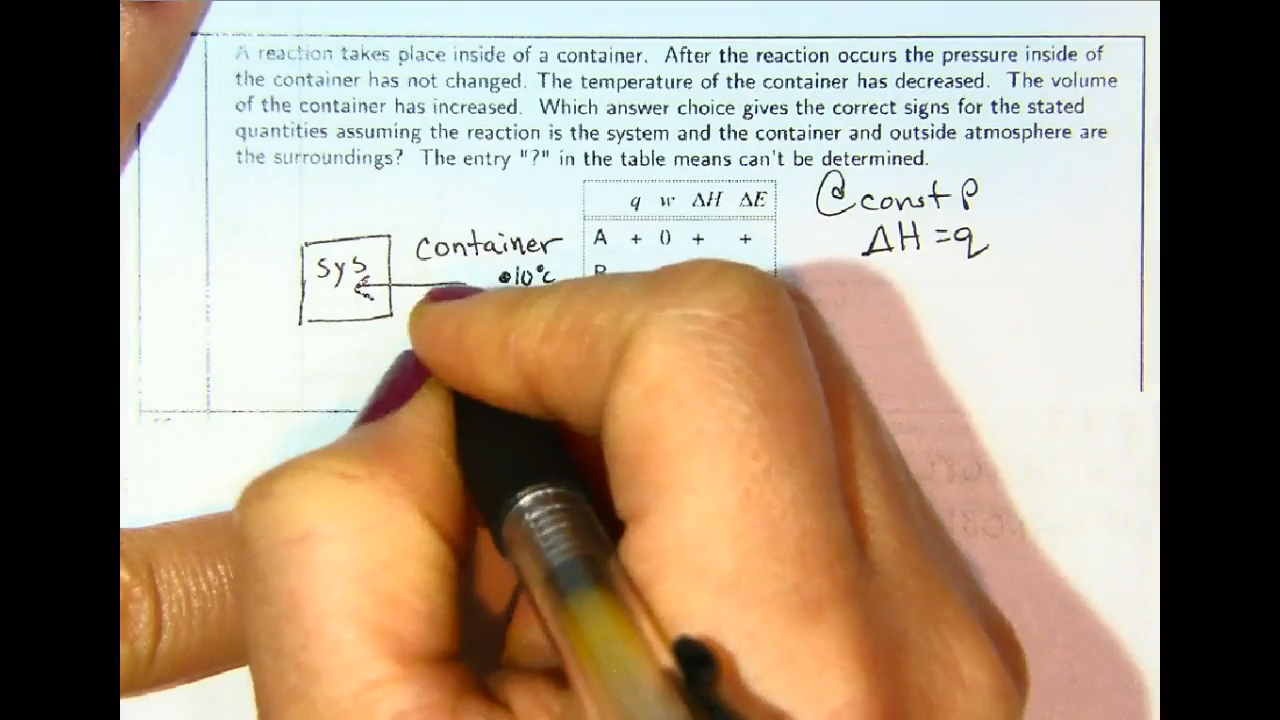 A reaction takes place inside of a container. After the reaction occurs the pressure inside of
the container has not changed. The temperature of the container has decreased. The volume
of the container has increased. Which answer choice gives the correct signs for the stated
quantities assuming the reaction is the system and the container and outside atmosphere are
the surroundings? The entry "?" in the table means can't be determined.
q w ΔH ΔE
A + 0 + +
@ const P
ΔH = q
container
sys
10°C